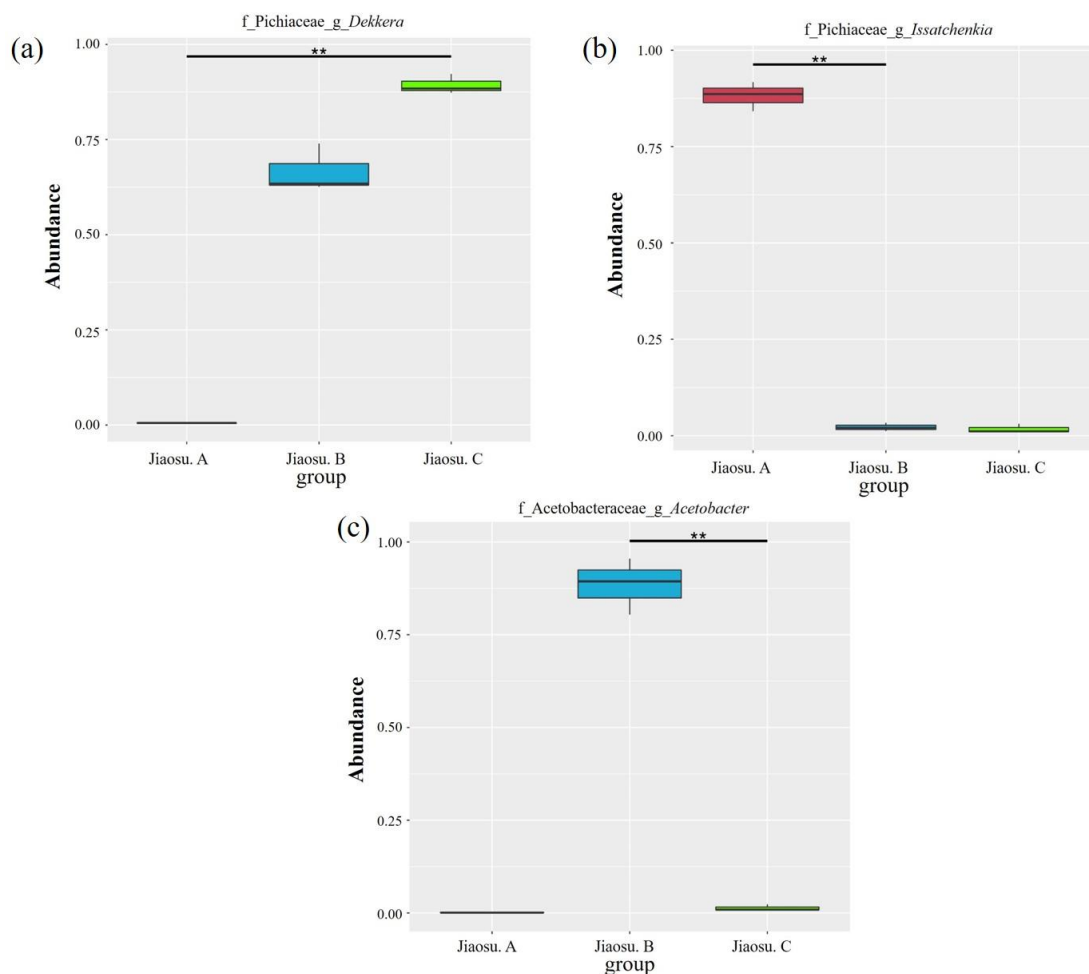 (a)
f_Pichiaceae_g_Dekkera
**
1.00
0.75
0.50
0.25
0.00
Abundance
Jiaosu. A Jiaosu. B Jiaosu. C
group
(b)
f_Pichiaceae_g_Issatchenkia
**
1.00
0.75
0.50
0.25
0.00
Abundance
Jiaosu. A Jiaosu. B Jiaosu. C
group
(c)
f_Acetobacteraceae_g_Acetobacter
**
1.00
0.75
0.50
0.25
0.00
Abundance
Jiaosu. A Jiaosu. B Jiaosu. C
group